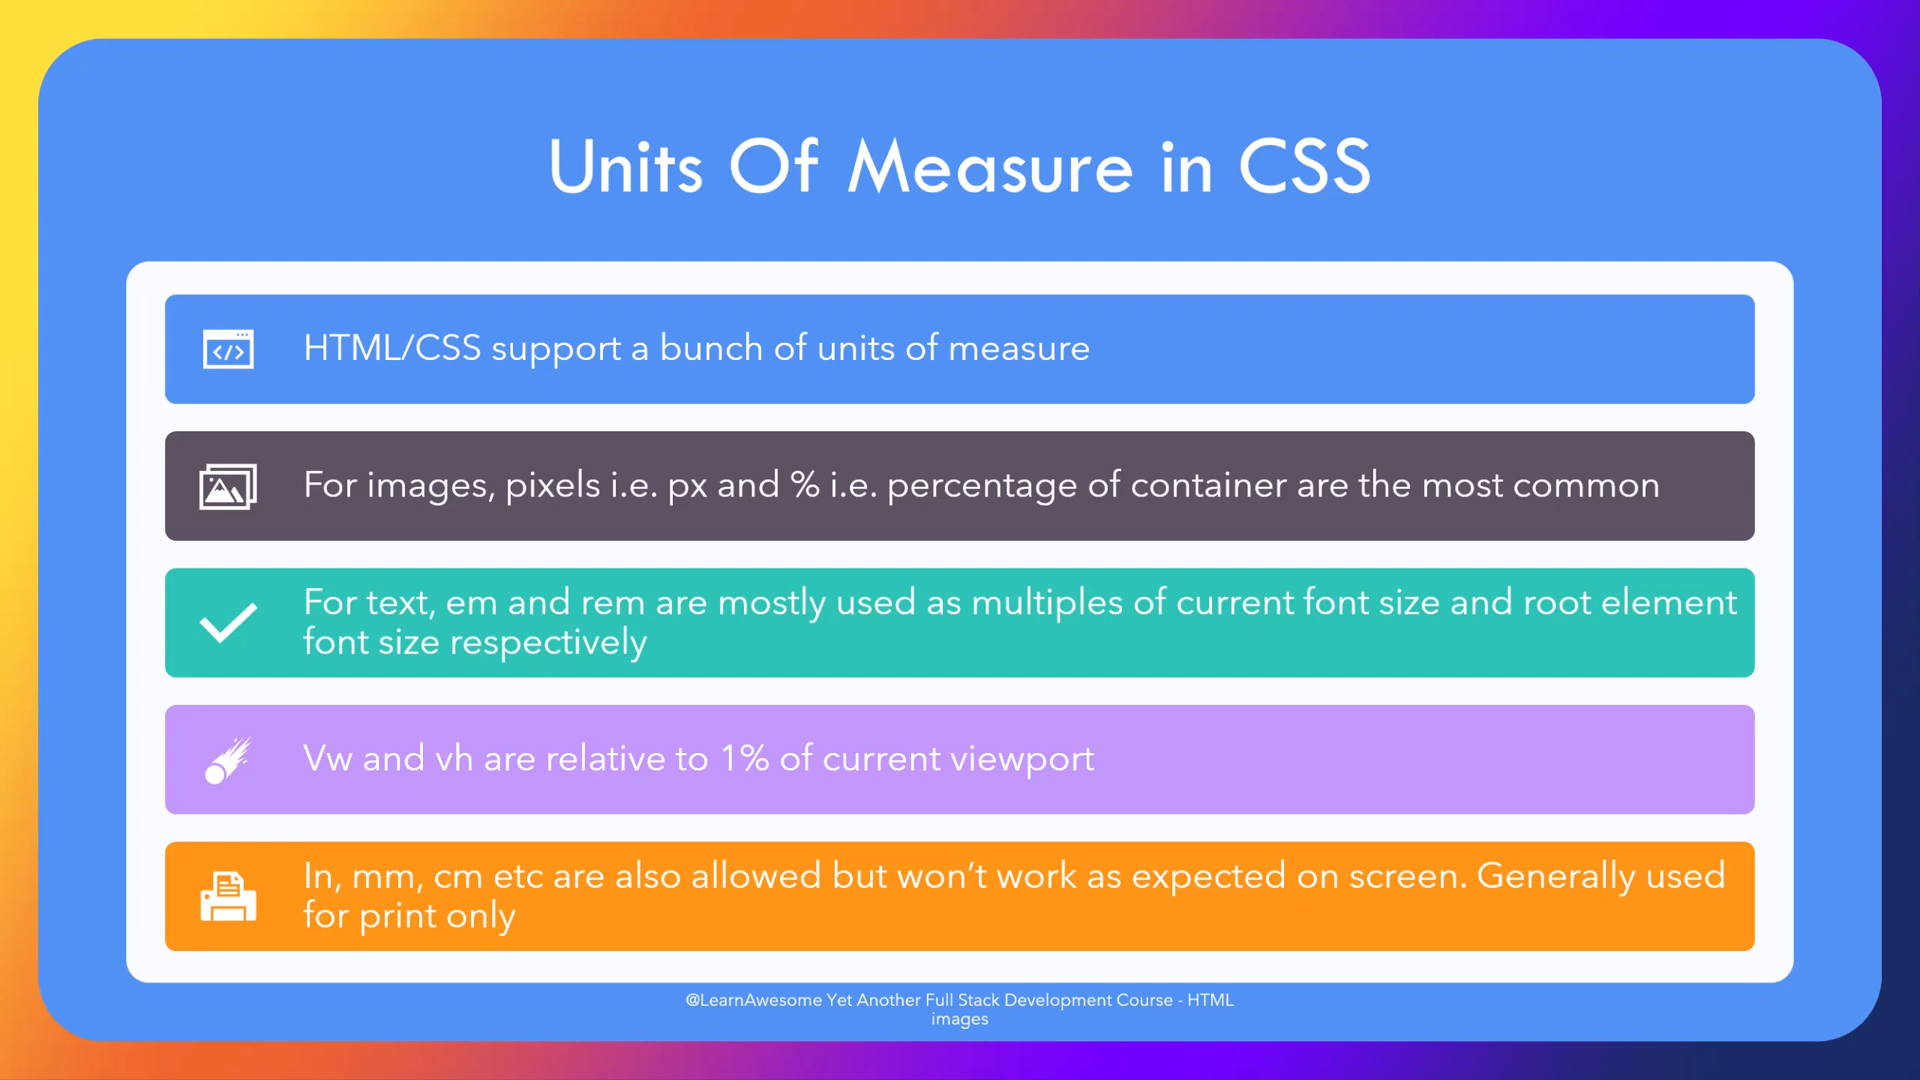 Units Of Measure in CSS
HTML/CSS support a bunch of units of measure
For images, pixels i.e. px and % i.e. percentage of container are the most common
For text, em and rem are mostly used as multiples of current font size and root element
font size respectively
Vw and vh are relative to 1% of current viewport
In, mm, cm etc are also allowed but won’t work as expected on screen. Generally used
for print only
@LearnAwesome Yet Another Full Stack Development Course - HTML
images